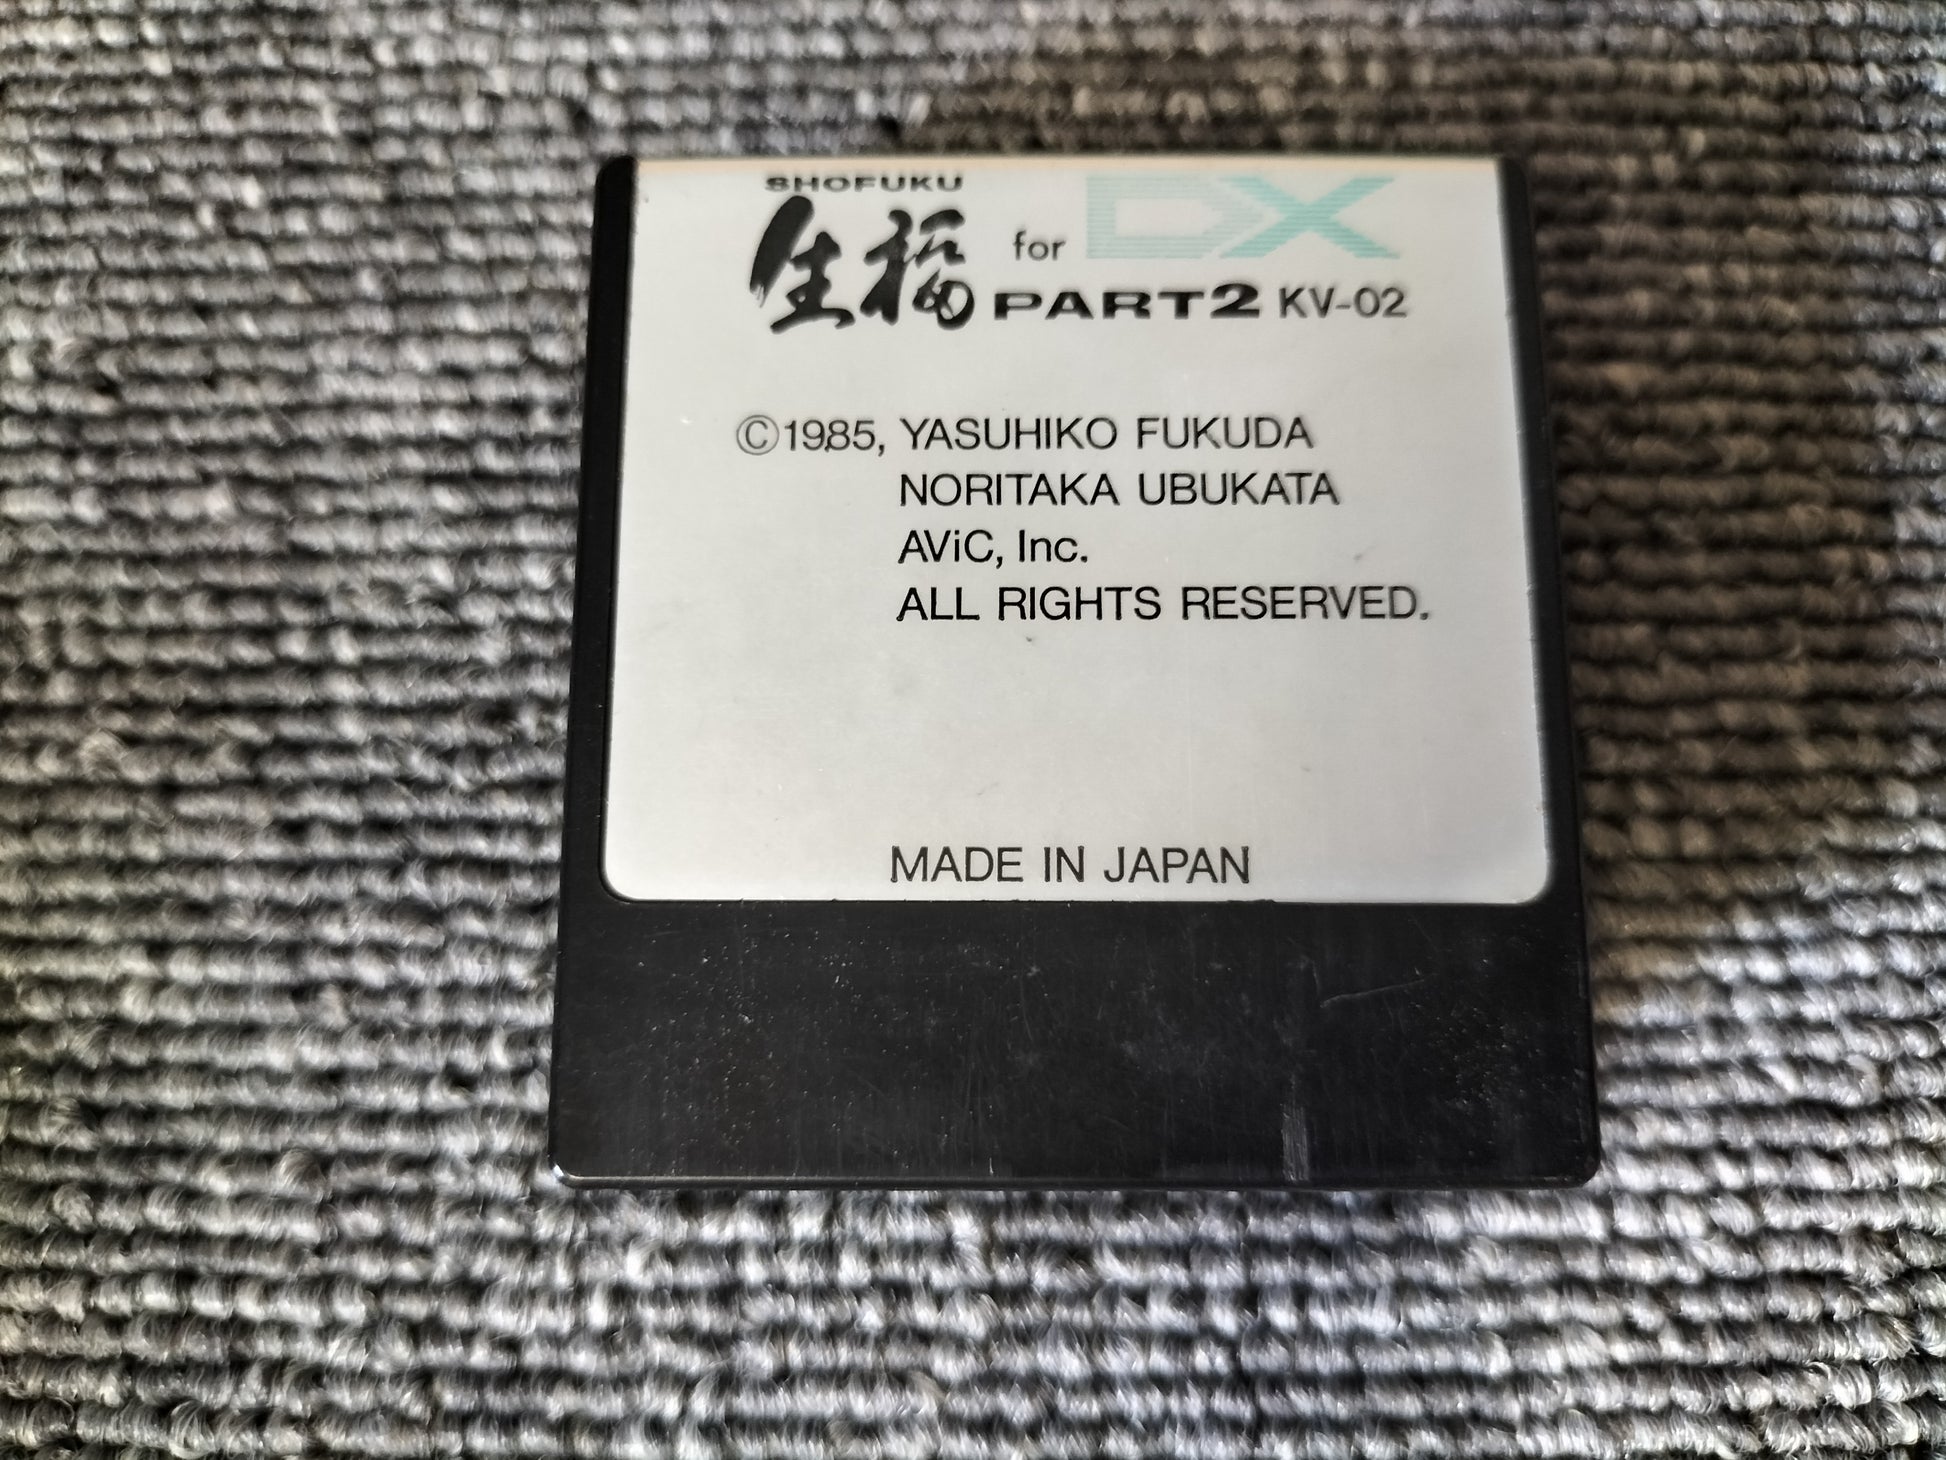 SHOFUKU
生福 for DX
PART2 KV-02
©1985, YASUHIKO FUKUDA
NORITAKA UBUKATA
AViC, Inc.
ALL RIGHTS RESERVED.
MADE IN JAPAN